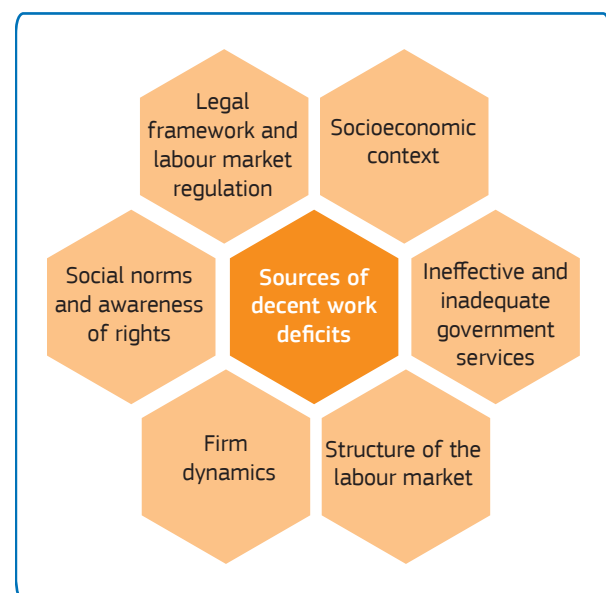 Legal
framework and
labour market
regulation
Socioeconomic
context
Social norms
and awareness
of rights
Sources of
decent work
deficits
Ineffective and
inadequate
government
services
Firm
dynamics
Structure of the
labour market